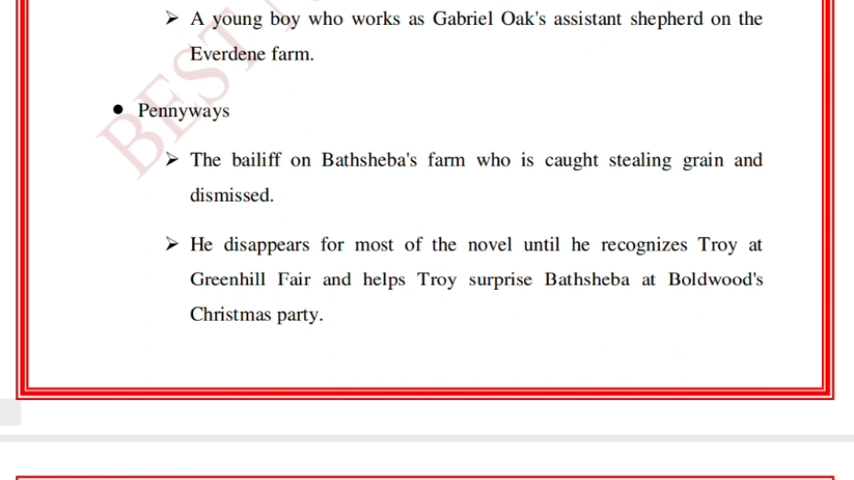 ➢ A young boy who works as Gabriel Oak's assistant shepherd on the
Everdene farm.
● Pennyways
➢ The bailiff on Bathsheba's farm who is caught stealing grain and
dismissed.
➢ He disappears for most of the novel until he recognizes Troy at
Greenhill Fair and helps Troy surprise Bathsheba at Boldwood's
Christmas party.
BEST